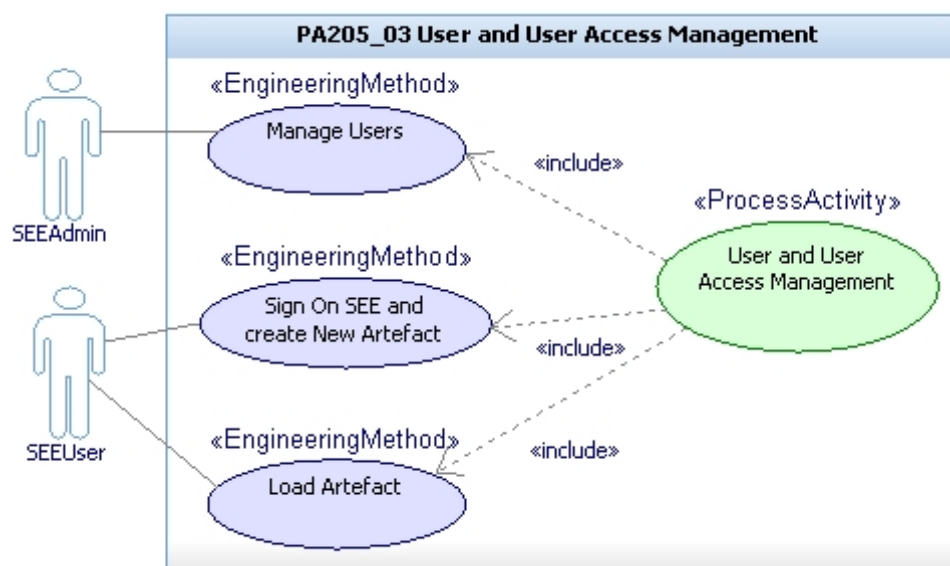 PA205_03 User and User Access Management
«EngineeringMethod»
Manage Users
SEEAdmin
«include»
«ProcessActivity»
User and User
Access Management
«EngineeringMethod»
Sign On SEE and
create New Artefact
«include»
SEEUser
«EngineeringMethod»
Load Artefact
«include»